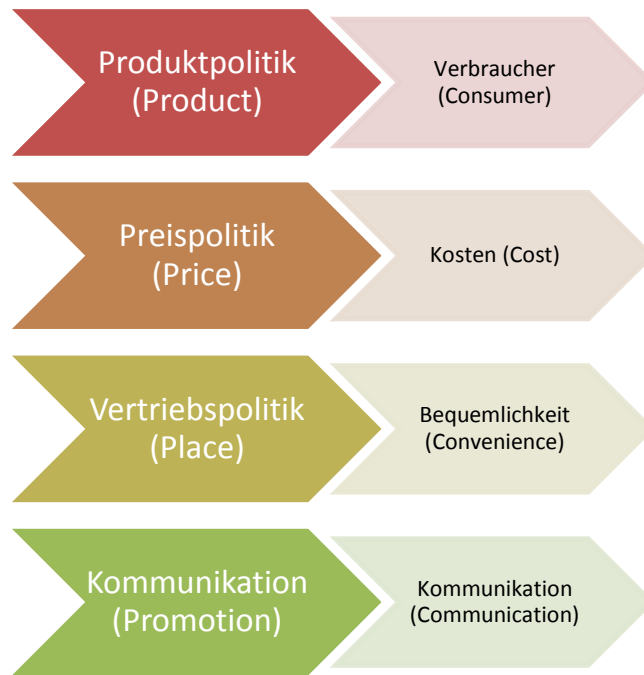 Produktpolitik
(Product)
Verbraucher
(Consumer)
Preispolitik
(Price)
Kosten (Cost)
Vertriebspolitik
(Place)
Bequemlichkeit
(Convenience)
Kommunikation
(Promotion)
Kommunikation
(Communication)